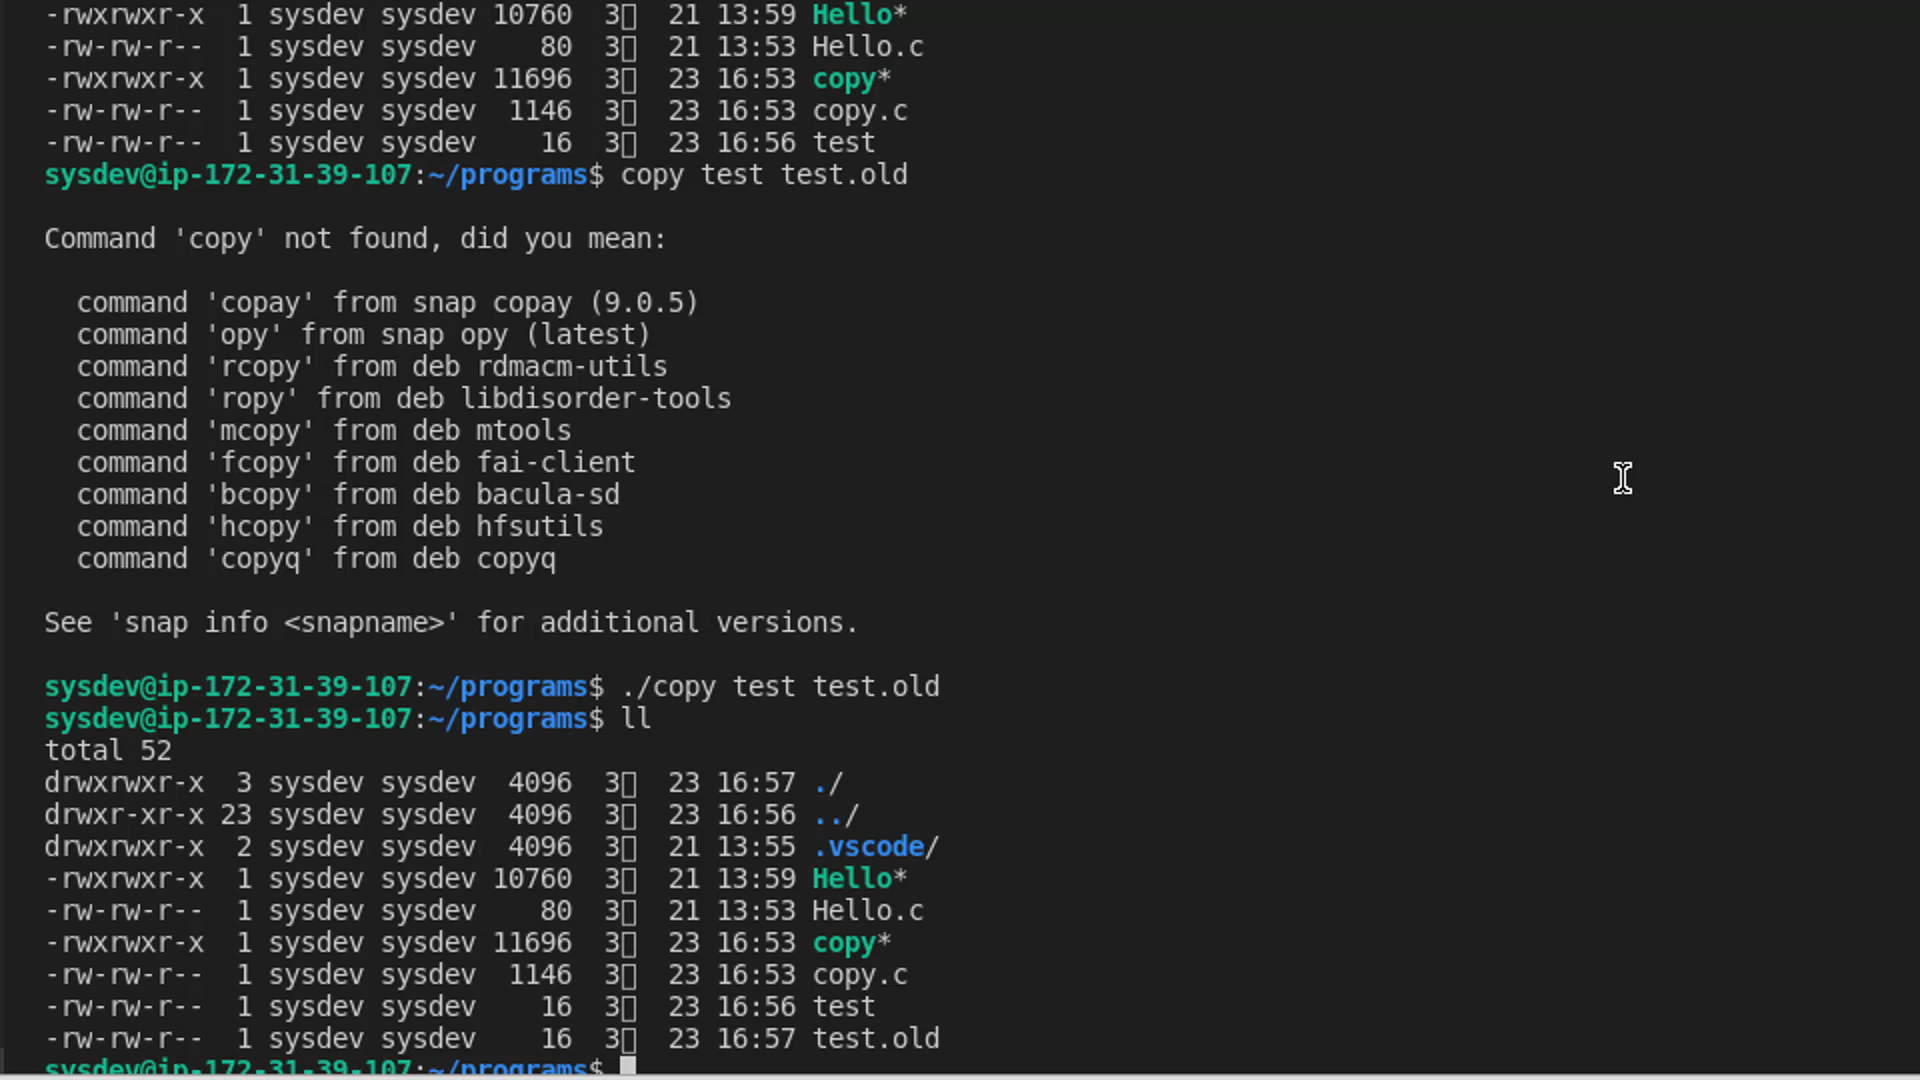 -rwxrwxr-x  1 sysdev sysdev 10760  3▯  21 13:59 Hello*
-rw-rw-r--  1 sysdev sysdev    80  3▯  21 13:53 Hello.c
-rwxrwxr-x  1 sysdev sysdev 11696  3▯  23 16:53 copy*
-rw-rw-r--  1 sysdev sysdev  1146  3▯  23 16:53 copy.c
-rw-rw-r--  1 sysdev sysdev    16  3▯  23 16:56 test
sysdev@ip-172-31-39-107:~/programs$ copy test test.old
Command 'copy' not found, did you mean:
  command 'copay' from snap copay (9.0.5)
  command 'opy' from snap opy (latest)
  command 'rcopy' from deb rdmacm-utils
  command 'ropy' from deb libdisorder-tools
  command 'mcopy' from deb mtools
  command 'fcopy' from deb fai-client
  command 'bcopy' from deb bacula-sd
  command 'hcopy' from deb hfsutils
  command 'copyq' from deb copyq
See 'snap info <snapname>' for additional versions.
sysdev@ip-172-31-39-107:~/programs$ ./copy test test.old
sysdev@ip-172-31-39-107:~/programs$ ll
total 52
drwxrwxr-x  3 sysdev sysdev  4096  3▯  23 16:57 ./
drwxr-xr-x 23 sysdev sysdev  4096  3▯  23 16:56 ../
drwxrwxr-x  2 sysdev sysdev  4096  3▯  21 13:55 .vscode/
-rwxrwxr-x  1 sysdev sysdev 10760  3▯  21 13:59 Hello*
-rw-rw-r--  1 sysdev sysdev    80  3▯  21 13:53 Hello.c
-rwxrwxr-x  1 sysdev sysdev 11696  3▯  23 16:53 copy*
-rw-rw-r--  1 sysdev sysdev  1146  3▯  23 16:53 copy.c
-rw-rw-r--  1 sysdev sysdev    16  3▯  23 16:56 test
-rw-rw-r--  1 sysdev sysdev    16  3▯  23 16:57 test.old
sysdev@ip-172-31-39-107:~/programs$